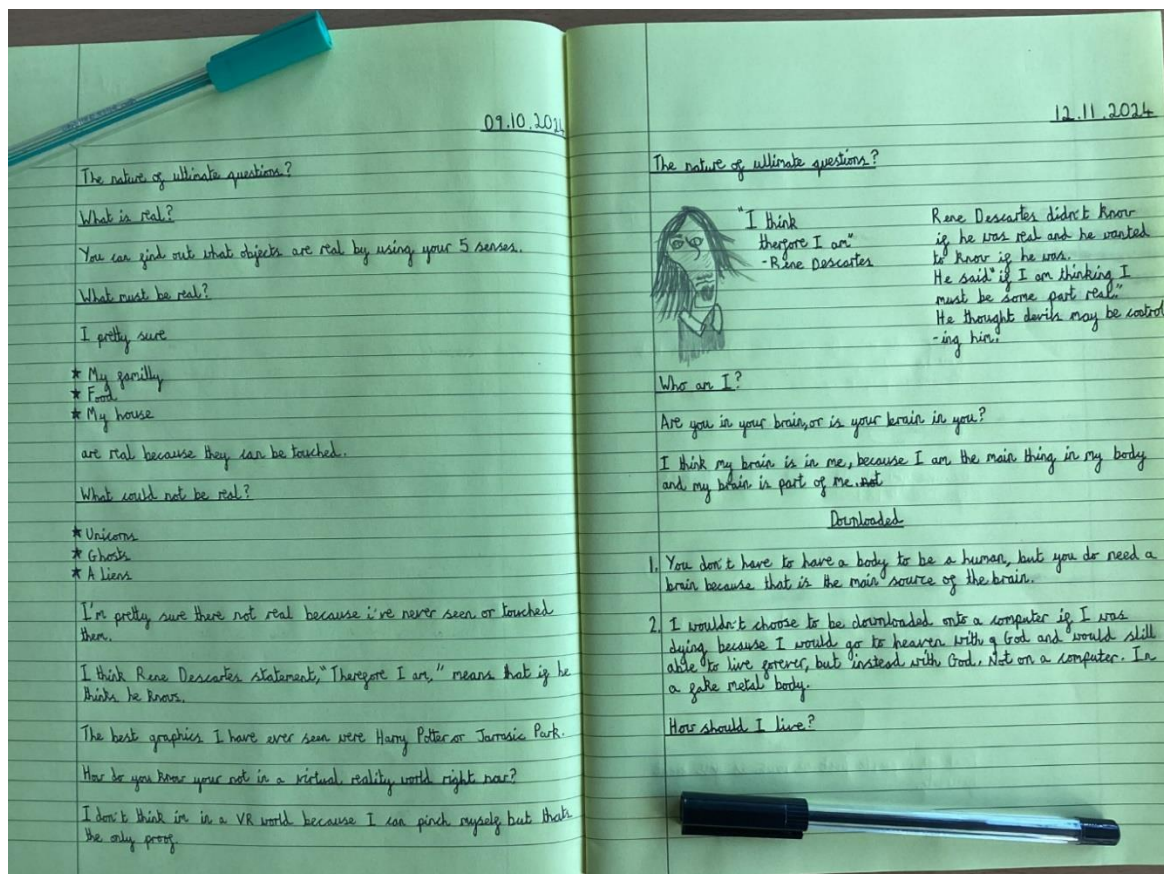 09.10.2024
The nature of ultimate questions?
What is real?
You can find out what objects are real by using your 5 senses.
What must be real?
I pretty sure
★ My familly
★ Food
★ My house
are real because they can be touched.
What could not be real?
★ Unicorns
★ Ghosts
★ Aliens
I'm pretty sure there not real because i've never seen or touched
them.
I think Rene Descartes statement, "Therefore I am," means that if he
thinks he knows.
The best graphics I have ever seen were Harry Potter or Jarrasic Park.
How do you know your not in a virtual reality world right now?
I don't think im in a VR world because I can pinch myself but thats
the only proof.
12.11.2024
The nature of ultimate questions?
"I think
therefore I am"
-Rene Descartes
Rene Descartes didn't know
if he was real and he wanted
to know if he was.
He said "if I am thinking I
must be some part real."
He thought devils may be control
-ing him.
Who am I?
Are you in your brain, or is your brain in you?
I think my brain is in me, because I am the main thing in my body
and my brain is part of me. not
Downloaded
1. You don't have to have a body to be a human, but you do need a
brain because that is the main source of the brain.
2. I wouldn't choose to be downloaded onto a computer if I was
dying because I would go to heaven with God and would still
able to live forever, but instead with God. Not on a computer. In
a fake metal body.
How should I live?